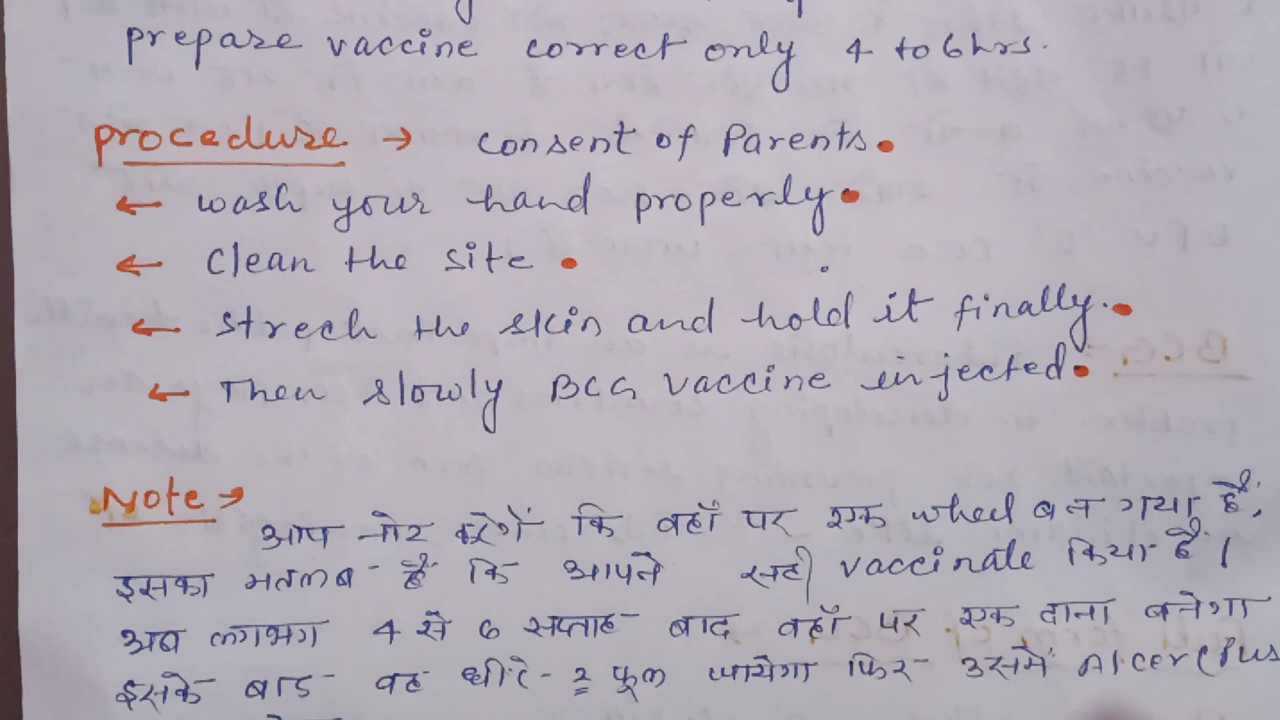 prepare vaccine correct only 4 to 6 hrs.
procedure → consent of Parents.
← wash your hand properly.
← Clean the site.
← strech the skin and hold it finally.
← Then slowly BCG vaccine injected.
Note →
आप नोट करेगें कि वहाँ पर एक wheel बन गया है,
इसका मतलब है कि आपने सही vaccinate किया है।
अब लगभग 4 से 6 सप्ताह बाद वहाँ पर एक दाना बनेगा
इसके बाद वह धीरे-२ फूल जायेगा फिर उसमें Alcer(Pus